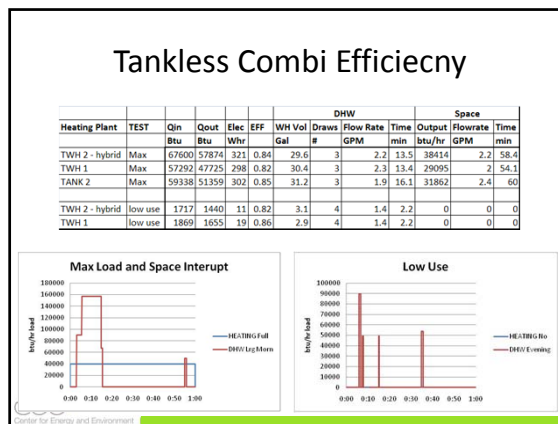 Tankless Combi Efficiecny
DHW Space
Heating Plant TEST Qin Qout Elec EFF WH Vol Draws Flow Rate Time Output Flowrate Time
Btu Btu Whr Gal # GPM min btu/hr GPM min
TWH 2 - hybrid Max 67600 57874 321 0.84 29.6 3 2.2 13.5 38414 2.2 58.4
TWH 1 Max 57292 47725 298 0.82 30.4 3 2.3 13.4 29095 2 54.1
TANK 2 Max 59338 51359 302 0.85 31.2 3 1.9 16.1 31862 2.4 60
TWH 2 - hybrid low use 1717 1440 11 0.82 3.1 4 1.4 2.2 0 0 0
TWH 1 low use 1869 1655 19 0.86 2.9 4 1.4 2.2 0 0 0
Max Load and Space Interupt
btu/hr load
180000
160000
140000
120000
100000
80000
60000
40000
20000
0
0:00 0:10 0:20 0:30 0:40 0:50 1:00
HEATING Full
DHW Lrg Morn
Low Use
btu/hr load
100000
90000
80000
70000
60000
50000
40000
30000
20000
10000
0
0:00 0:10 0:20 0:30 0:40 0:50 1:00
HEATING No
DHW Evening
Center for Energy and Environment